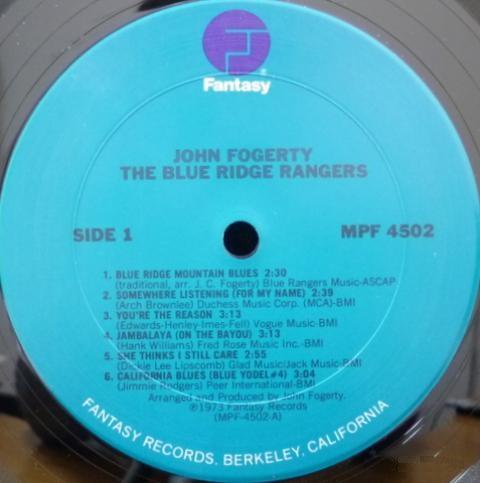 Fantasy
JOHN FOGERTY
THE BLUE RIDGE RANGERS
SIDE 1
MPF 4502
1. BLUE RIDGE MOUNTAIN BLUES 2:30
(traditional, arr. J. C. Fogerty) Blue Rangers Music-ASCAP
2. SOMEWHERE LISTENING (FOR MY NAME) 2:39
(Arch Brownlee) Duchess Music Corp. (MCA)-BMI
3. YOU'RE THE REASON 3:13
(Edwards-Henley-Imes-Fell) Vogue Music-BMI
4. JAMBALAYA (ON THE BAYOU) 3:13
(Hank Williams) Fred Rose Music Inc.-BMI
5. SHE THINKS I STILL CARE 2:55
(Dickie Lee Lipscomb) Glad Music/Jack Music-BMI
6. CALIFORNIA BLUES (BLUE YODEL #4) 3:04
(Jimmie Rodgers) Peer International-BMI
Arranged and Produced by John Fogerty.
℗1973 Fantasy Records
(MPF-4502-A)
FANTASY RECORDS, BERKELEY, CALIFORNIA